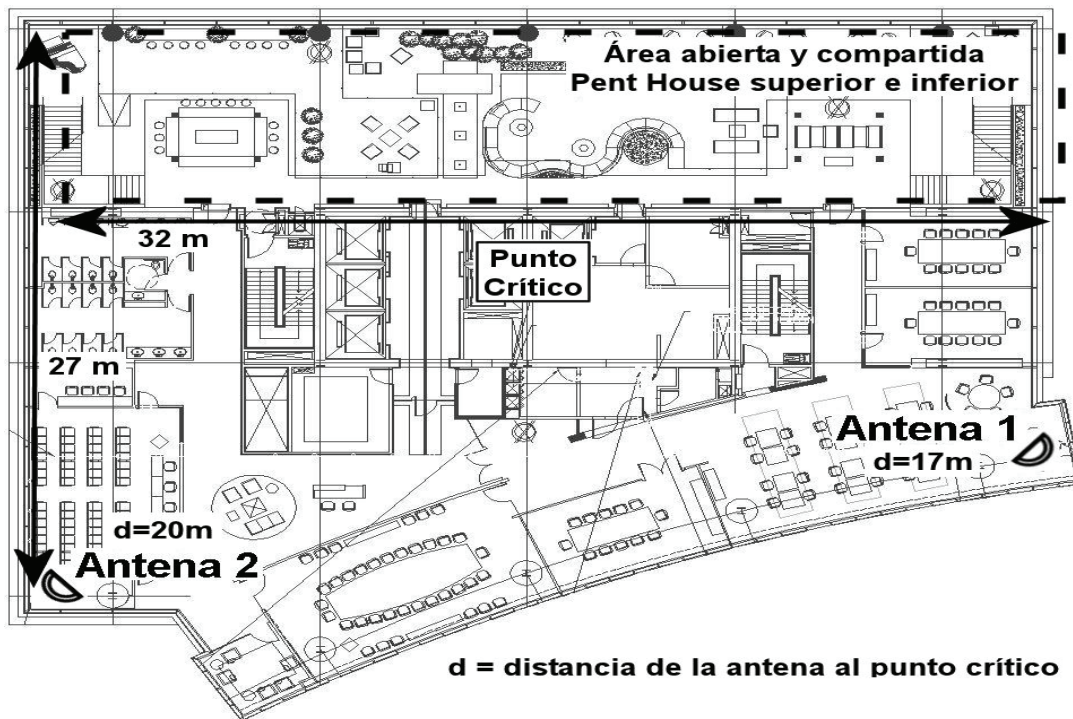 Área abierta y compartida
Pent House superior e inferior
32 m
Punto
Crítico
27 m
Antena 1
d=17m
d=20m
Antena 2
d = distancia de la antena al punto crítico